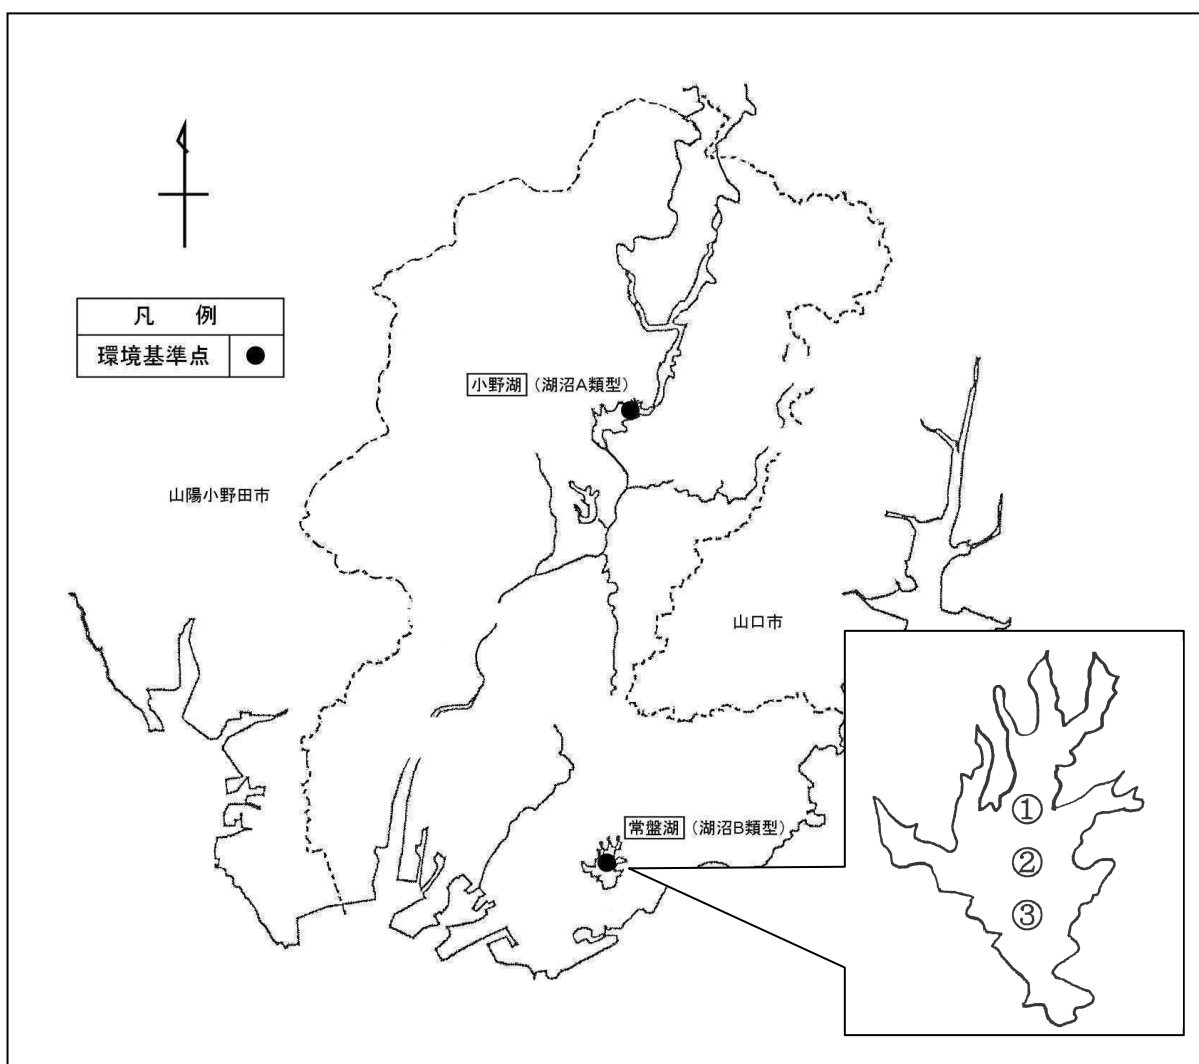 凡 例
環境基準点 ●
小野湖 (湖沼A類型)
山陽小野田市
山口市
常盤湖 (湖沼B類型)
①
②
③